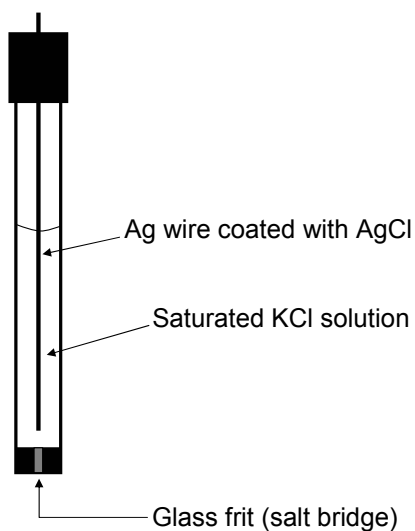 Ag wire coated with AgCl
Saturated KCl solution
Glass frit (salt bridge)